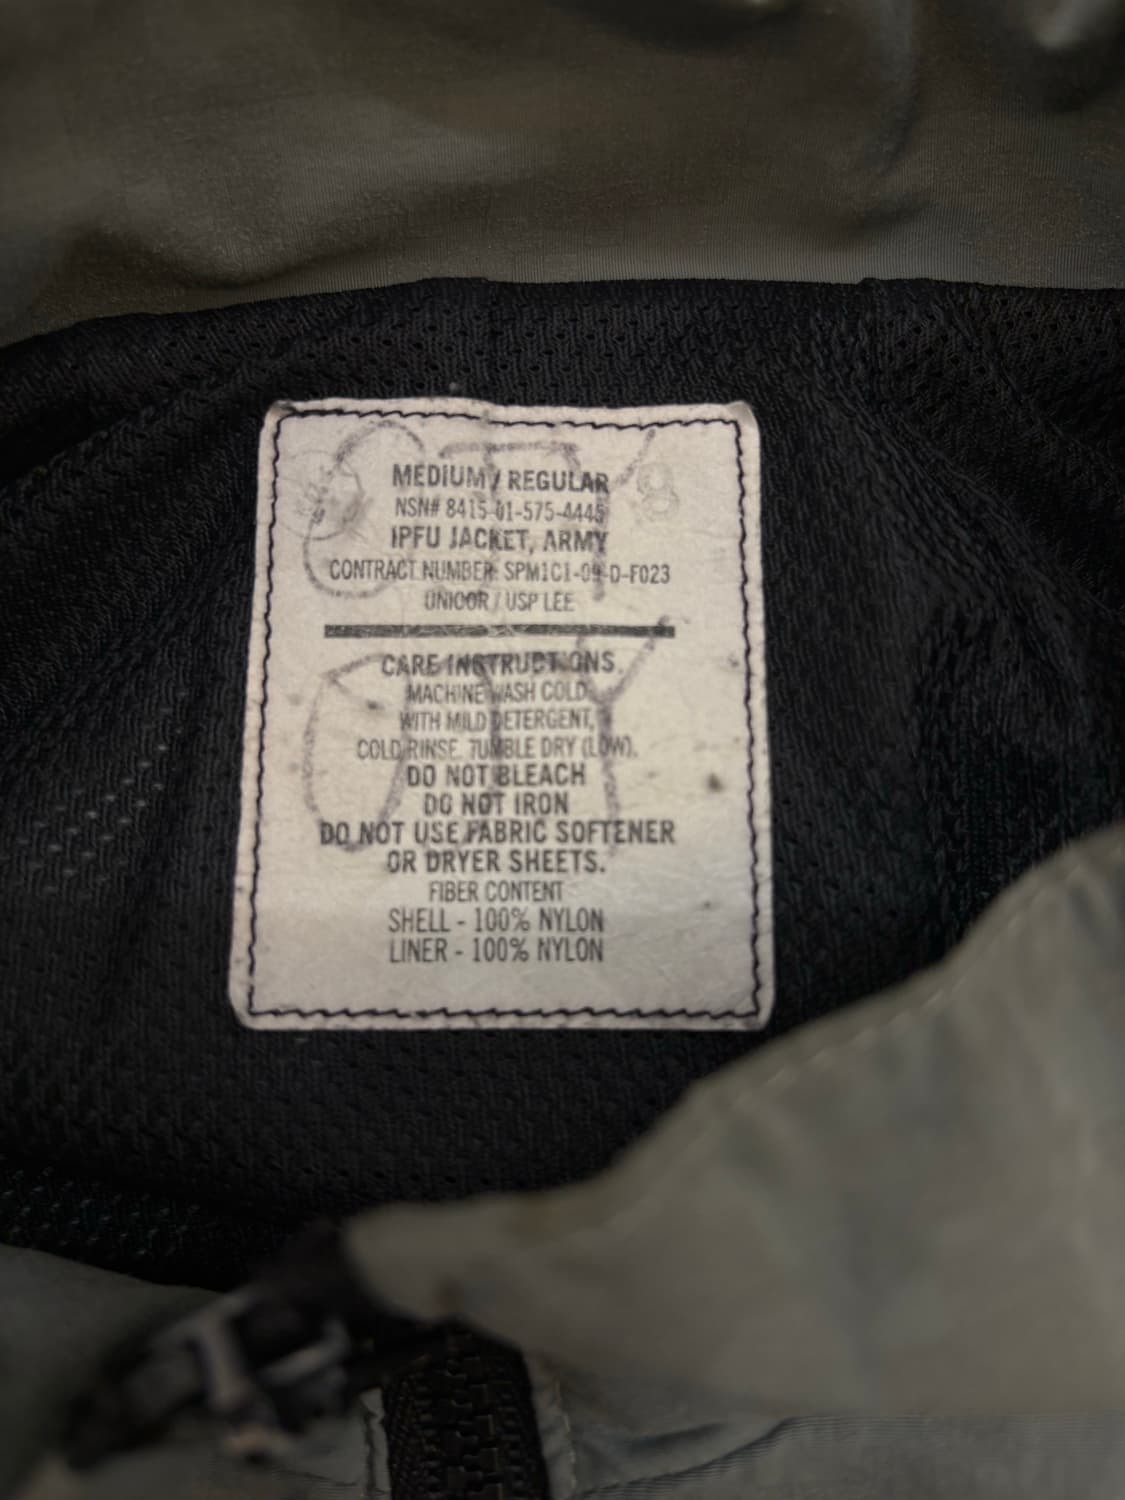 MEDIUM / REGULAR
NSN# 8415-01-575-4445
IPFU JACKET, ARMY
CONTRACT NUMBER: SPM1C1-09-D-F023
UNICOR / USP LEE
CARE INSTRUCTIONS
MACHINE WASH COLD
WITH MILD DETERGENT,
COLD RINSE. TUMBLE DRY (LOW).
DO NOT BLEACH
DO NOT IRON
DO NOT USE FABRIC SOFTENER
OR DRYER SHEETS.
FIBER CONTENT
SHELL - 100% NYLON
LINER - 100% NYLON